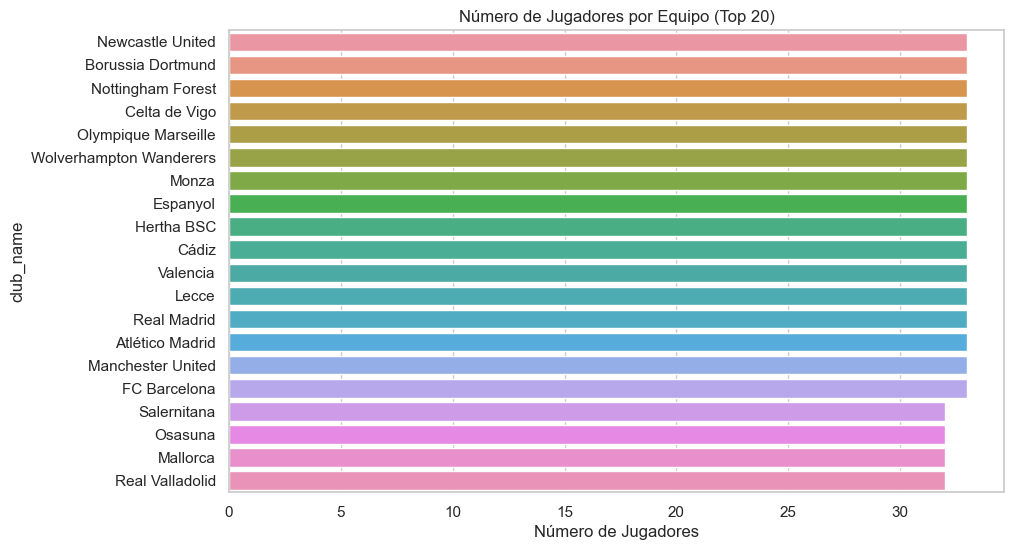 Número de Jugadores por Equipo (Top 20)
Newcastle United
Borussia Dortmund
Nottingham Forest
Celta de Vigo
Olympique Marseille
Wolverhampton Wanderers
Monza
Espanyol
Hertha BSC
Cádiz
Valencia
Lecce
Real Madrid
Atlético Madrid
Manchester United
FC Barcelona
Salernitana
Osasuna
Mallorca
Real Valladolid
club_name
0 5 10 15 20 25 30
Número de Jugadores